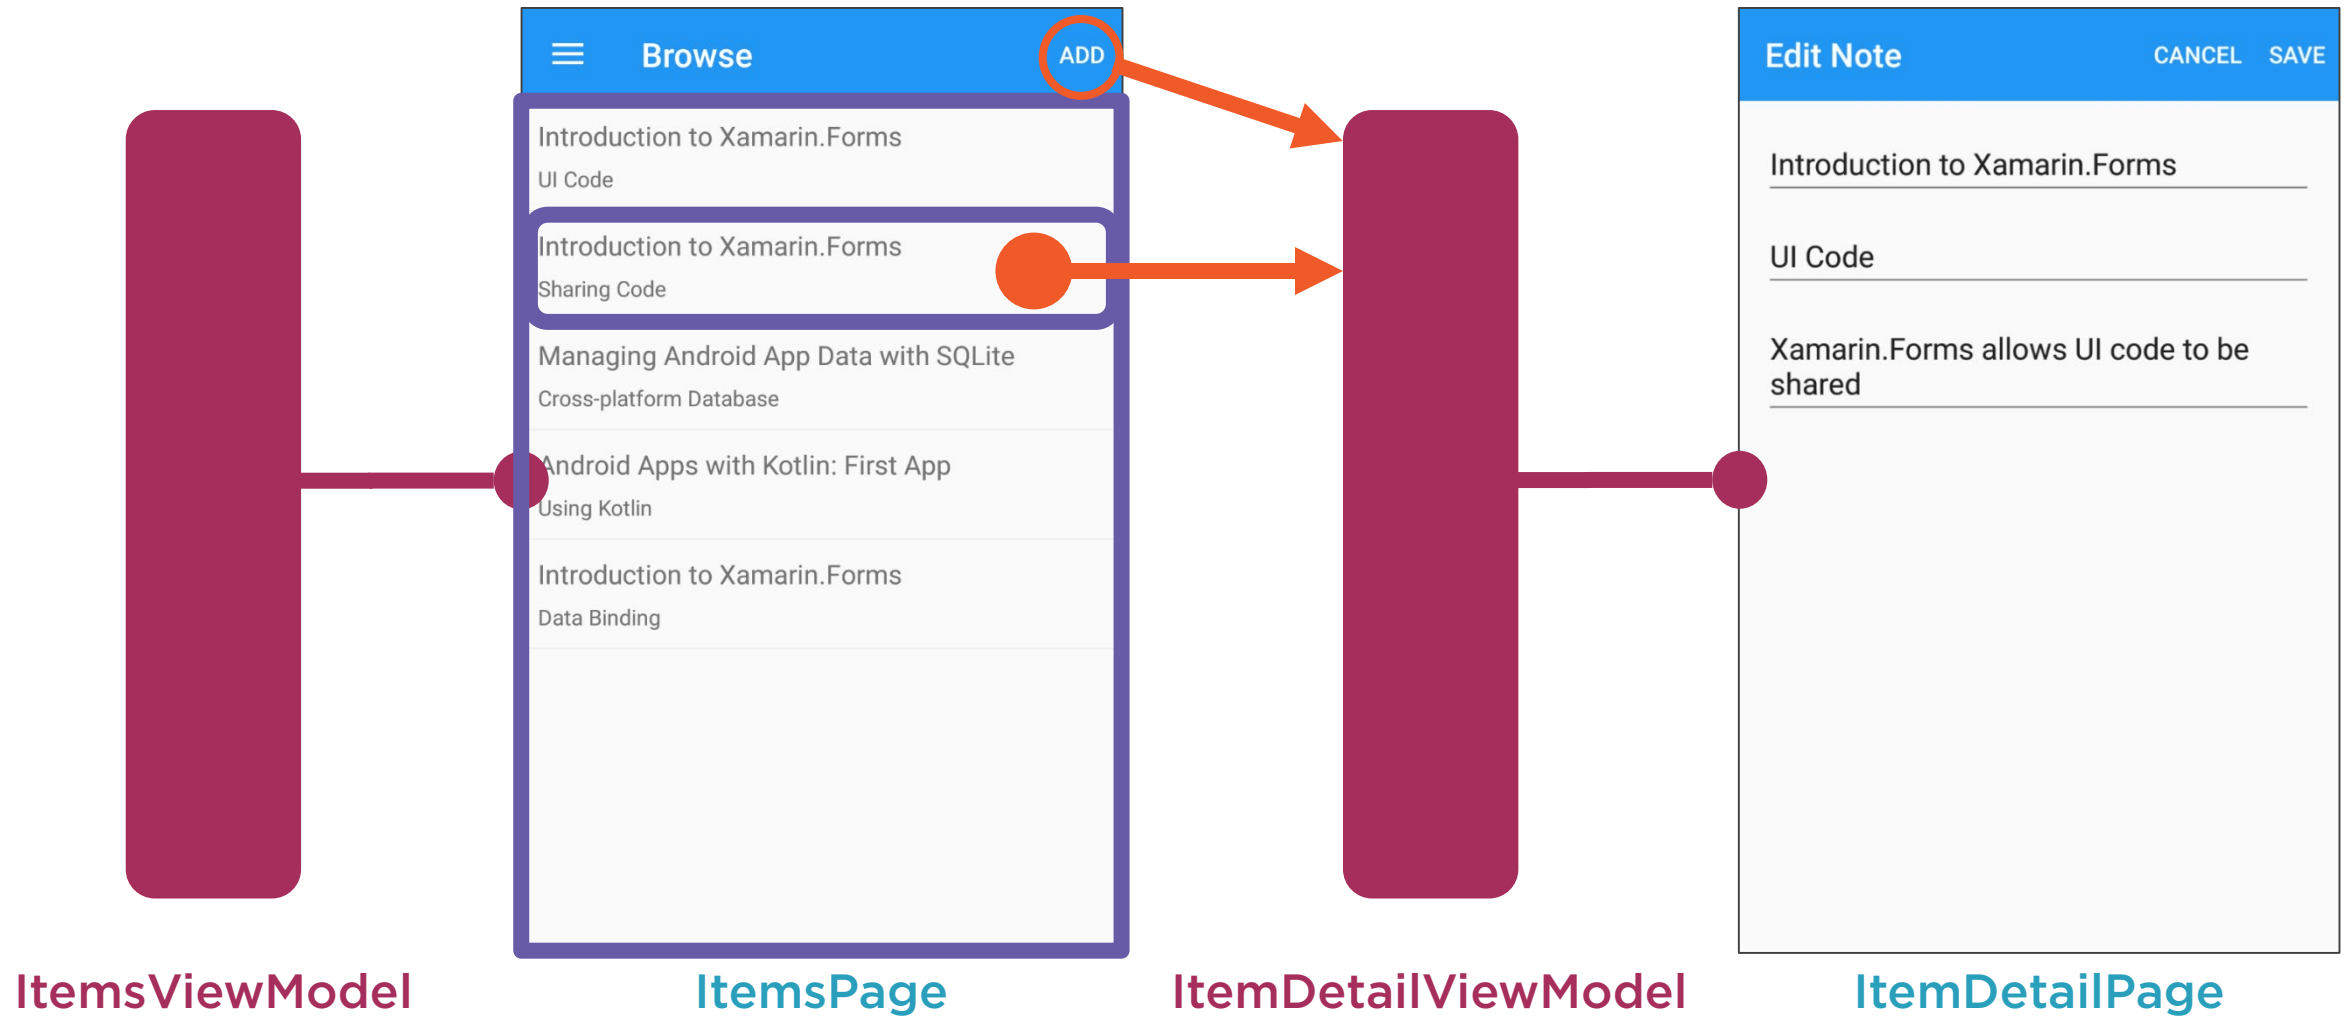 Browse
ADD
Introduction to Xamarin.Forms
UI Code
Introduction to Xamarin.Forms
Sharing Code
Managing Android App Data with SQLite
Cross-platform Database
Android Apps with Kotlin: First App
Using Kotlin
Introduction to Xamarin.Forms
Data Binding
Edit Note
CANCEL SAVE
Introduction to Xamarin.Forms
UI Code
Xamarin.Forms allows UI code to be
shared
ItemsViewModel
ItemsPage
ItemDetailViewModel
ItemDetailPage